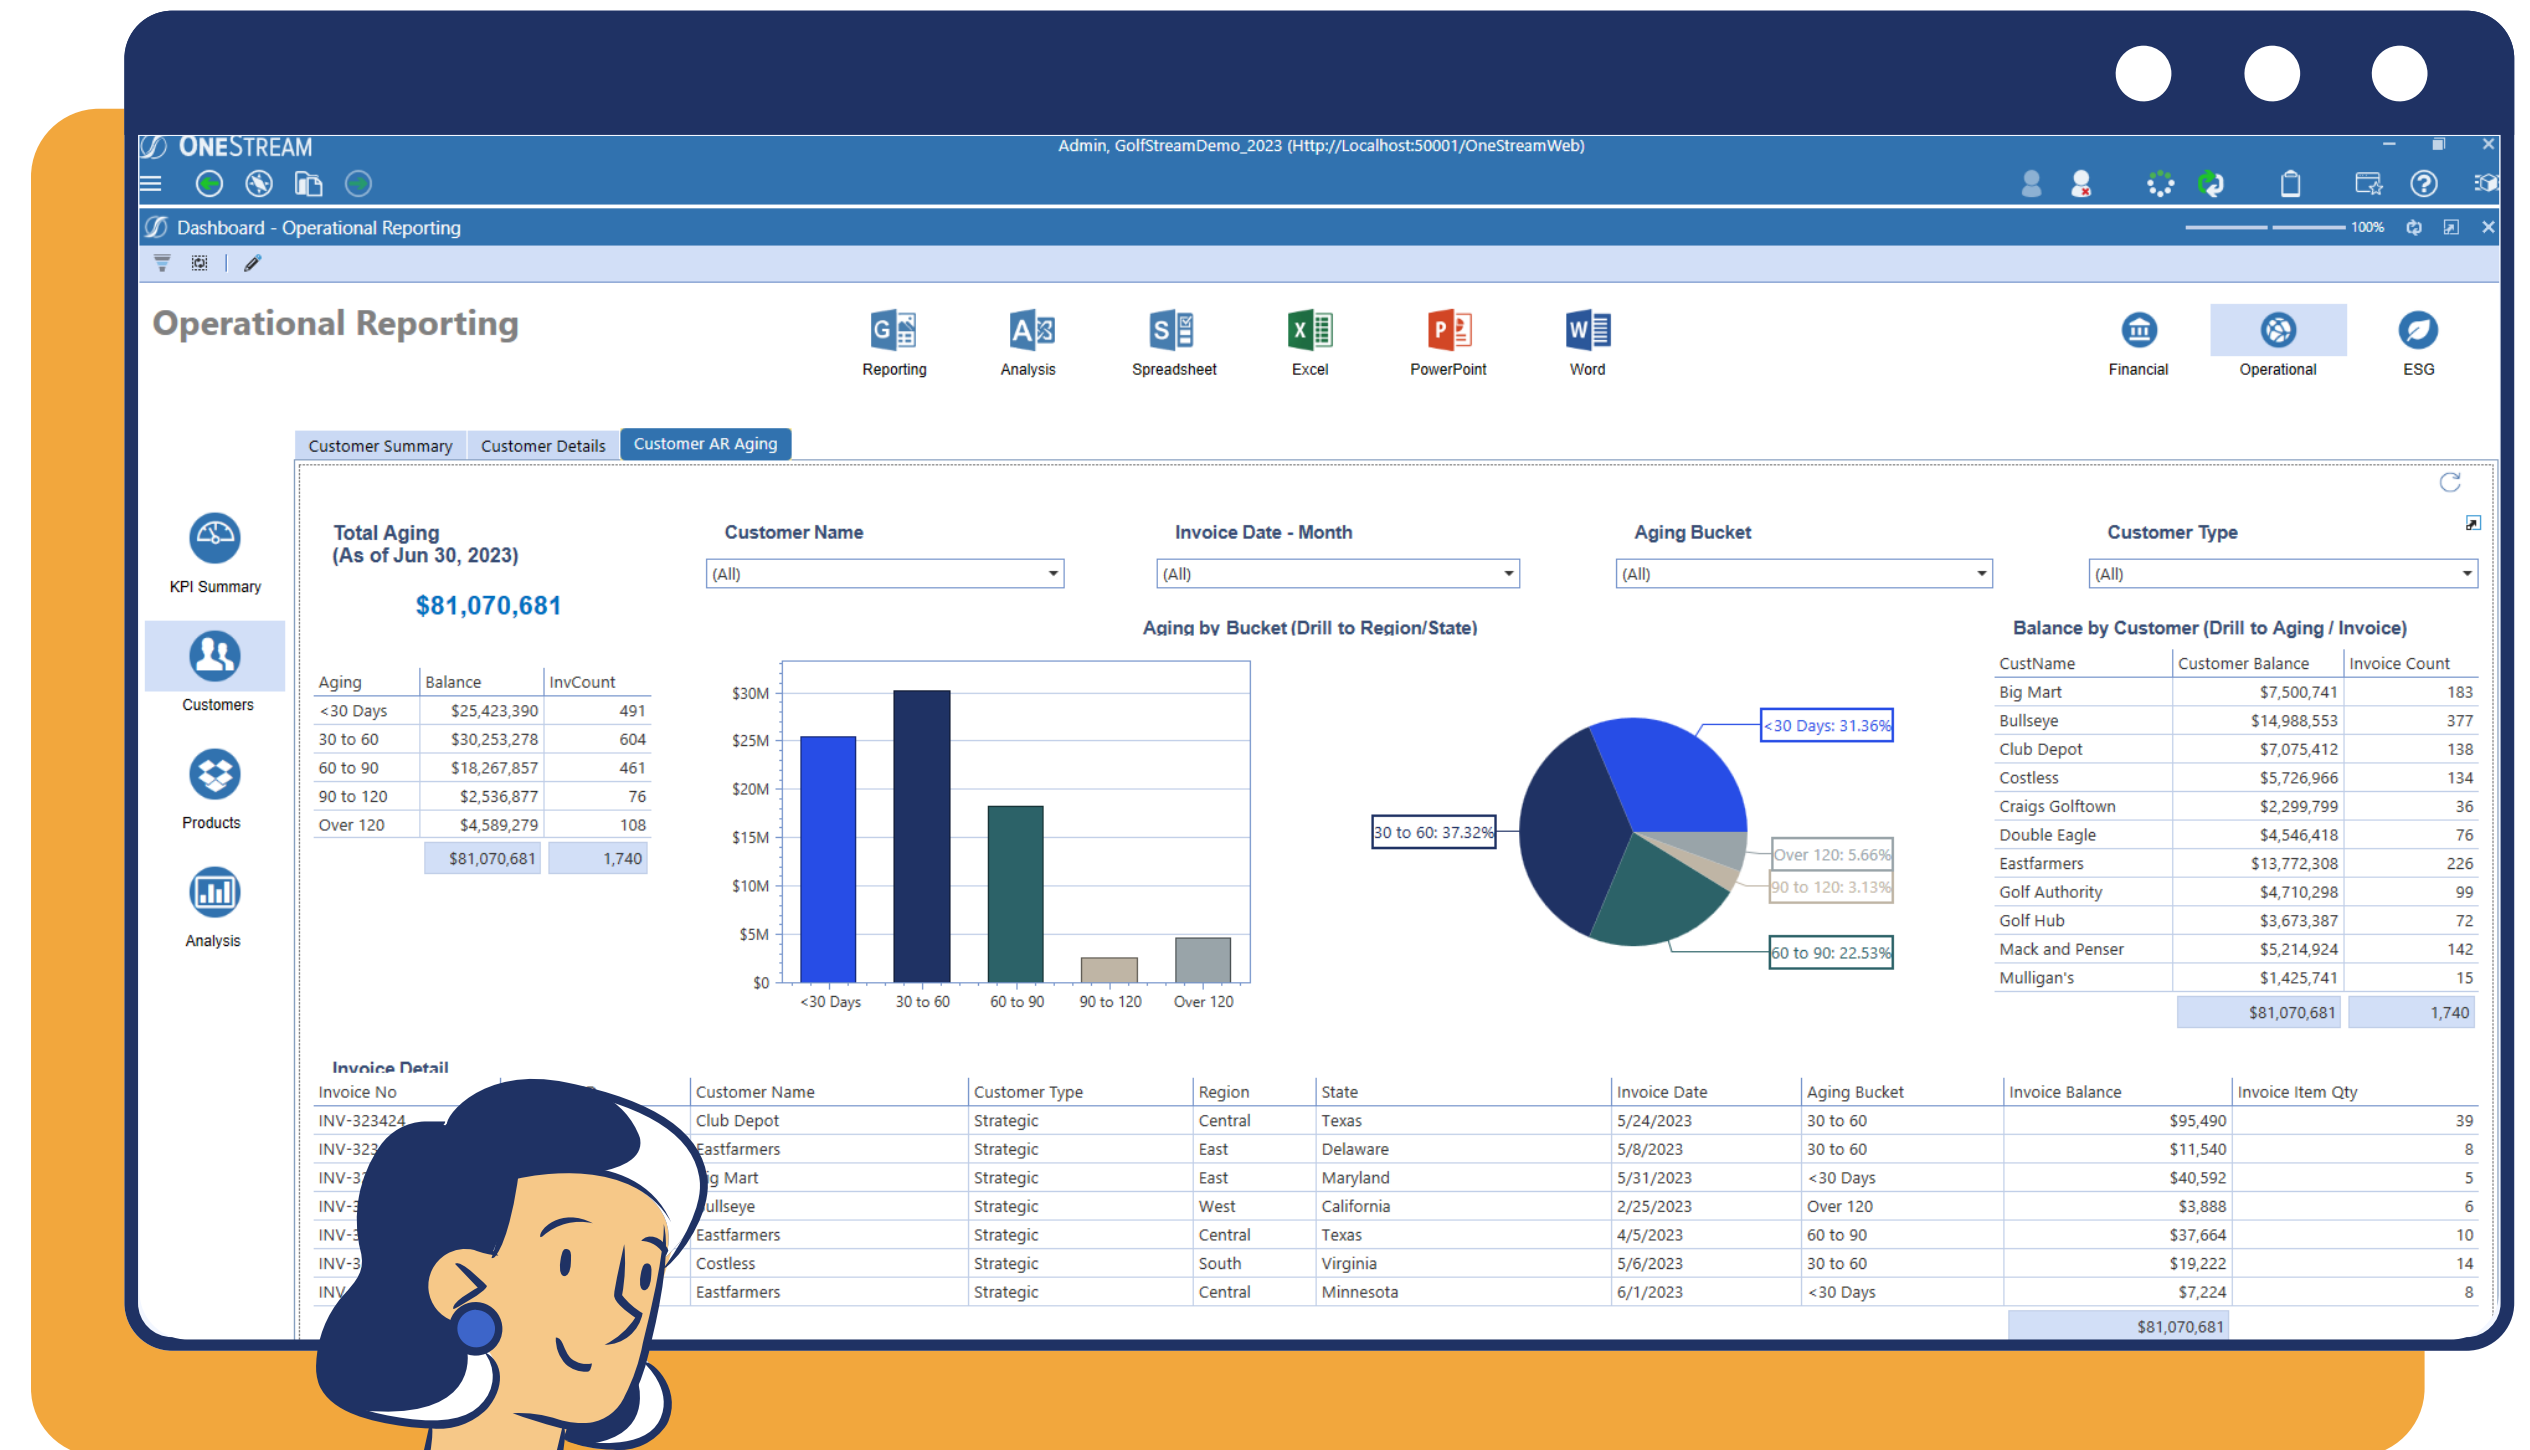 ONESTREAM
Admin, GolfStreamDemo_2023 (Http://Localhost:50001/OneStreamWeb)
Dashboard - Operational Reporting
100%
Operational Reporting
Reporting
Analysis
Spreadsheet
Excel
PowerPoint
Word
Financial
Operational
ESG
Customer Summary
Customer Details
Customer AR Aging
KPI Summary
Customers
Products
Analysis
Total Aging
(As of Jun 30, 2023)
$81,070,681
Customer Name
(All)
Invoice Date - Month
(All)
Aging Bucket
(All)
Customer Type
(All)
Aging Balance InvCount
<30 Days $25,423,390 491
30 to 60 $30,253,278 604
60 to 90 $18,267,857 461
90 to 120 $2,536,877 76
Over 120 $4,589,279 108
$81,070,681 1,740
Aging by Bucket (Drill to Region/State)
$30M
$25M
$20M
$15M
$10M
$5M
$0
<30 Days 30 to 60 60 to 90 90 to 120 Over 120
<30 Days: 31.36%
30 to 60: 37.32%
Over 120: 5.66%
90 to 120: 3.13%
60 to 90: 22.53%
Balance by Customer (Drill to Aging / Invoice)
CustName Customer Balance Invoice Count
Big Mart $7,500,741 183
Bullseye $14,988,553 377
Club Depot $7,075,412 138
Costless $5,726,966 134
Craigs Golftown $2,299,799 36
Double Eagle $4,546,418 76
Eastfarmers $13,772,308 226
Golf Authority $4,710,298 99
Golf Hub $3,673,387 72
Mack and Penser $5,214,924 142
Mulligan's $1,425,741 15
$81,070,681 1,740
Invoice Detail
Invoice No Customer Name Customer Type Region State Invoice Date Aging Bucket Invoice Balance Invoice Item Qty
INV-323424 Club Depot Strategic Central Texas 5/24/2023 30 to 60 $95,490 39
INV-323 Eastfarmers Strategic East Delaware 5/8/2023 30 to 60 $11,540 8
Mart Strategic East Maryland 5/31/2023 <30 Days $40,592 5
Strategic West California 2/25/2023 Over 120 $3,888 6
Eastfarmers Strategic Central Texas 4/5/2023 60 to 90 $37,664 10
Costless Strategic South Virginia 5/6/2023 30 to 60 $19,222 14
Eastfarmers Strategic Central Minnesota 6/1/2023 <30 Days $7,224 8
$81,070,681